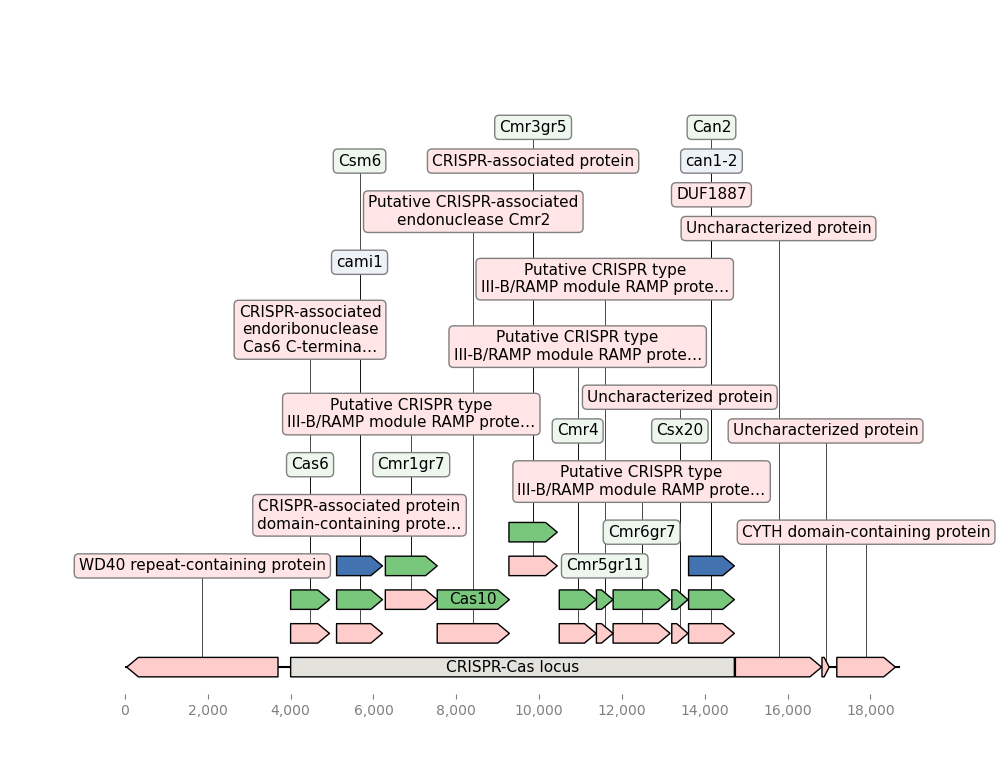 Cmr3gr5
Can2
Csm6
CRISPR-associated protein
can1-2
DUF1887
Putative CRISPR-associated
endonuclease Cmr2
Uncharacterized protein
cami1
Putative CRISPR type
III-B/RAMP module RAMP prote…
CRISPR-associated
endoribonuclease
Cas6 C-termina…
Putative CRISPR type
III-B/RAMP module RAMP prote…
Uncharacterized protein
Putative CRISPR type
III-B/RAMP module RAMP prote…
Cmr4
Csx20
Uncharacterized protein
Cas6
Cmr1gr7
Putative CRISPR type
III-B/RAMP module RAMP prote…
CRISPR-associated protein
domain-containing prote…
Cmr6gr7
CYTH domain-containing protein
WD40 repeat-containing protein
Cmr5gr11
Cas10
CRISPR-Cas locus
0
2,000
4,000
6,000
8,000
10,000
12,000
14,000
16,000
18,000